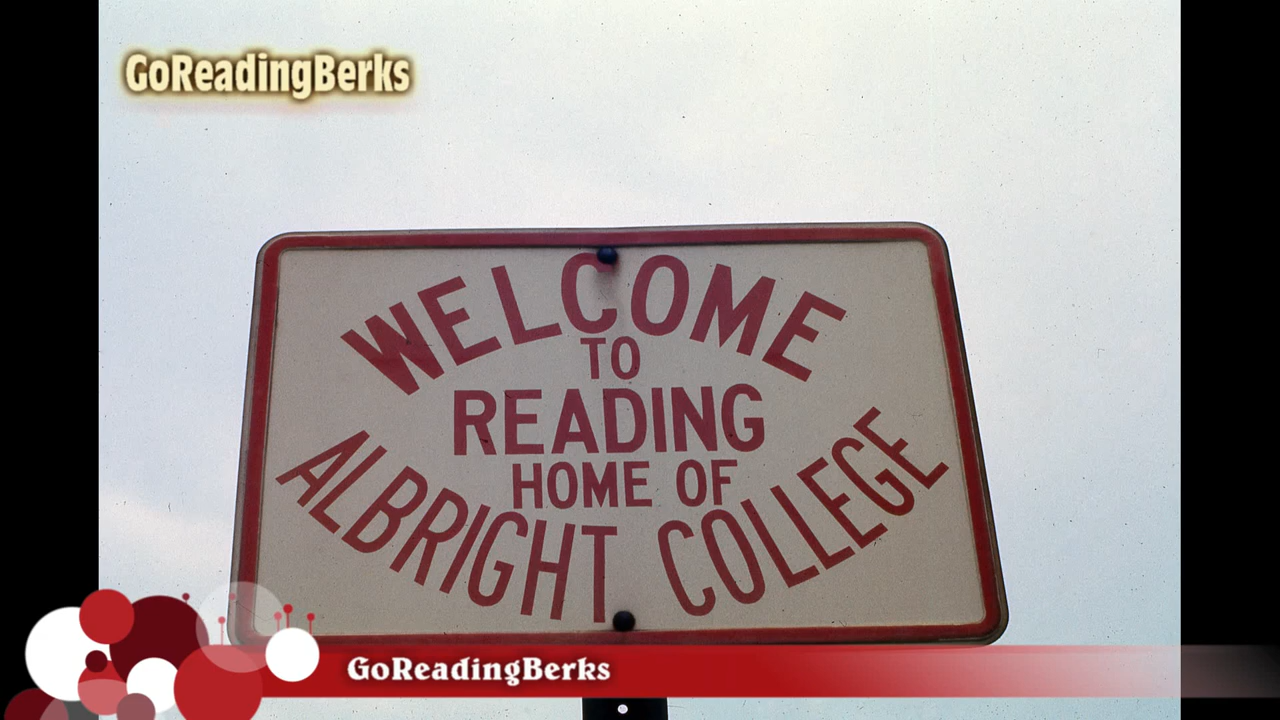 GoReadingBerks
WELCOME
TO
READING
HOME OF
ALBRIGHT COLLEGE
GoReadingBerks